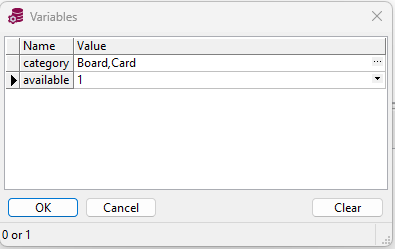 Variables
Name Value
category Board,Card ...
available 1
OK Cancel Clear
0 or 1